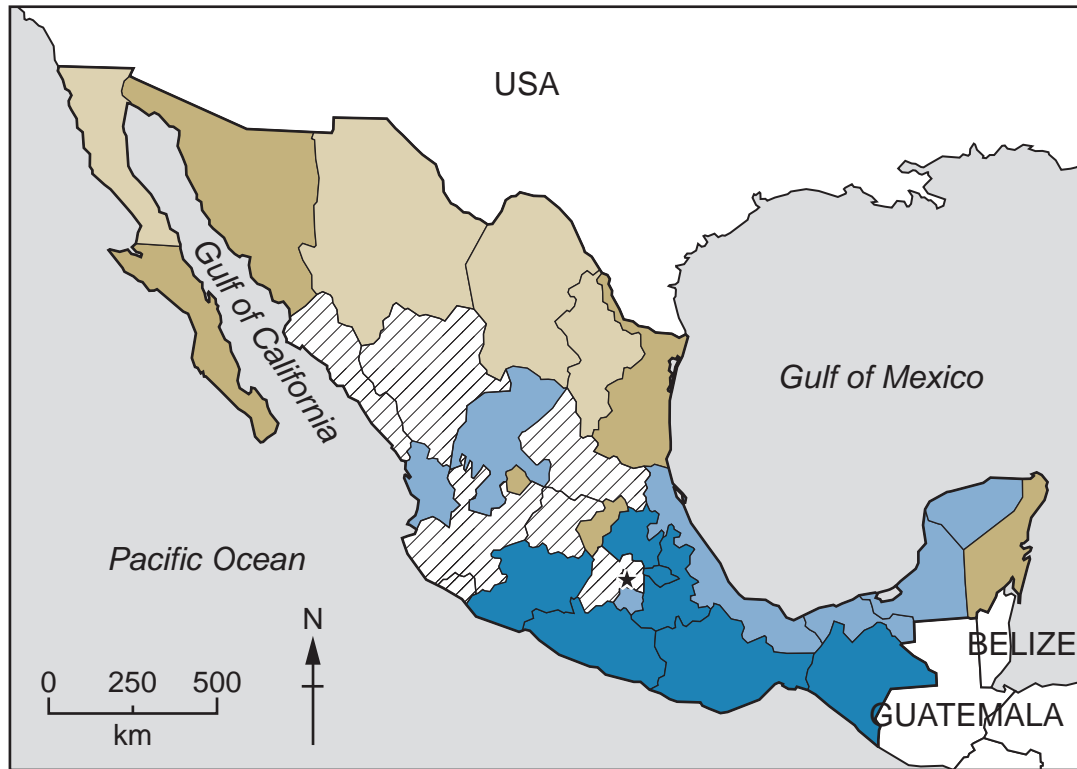 USA
Gulf of California
Gulf of Mexico
Pacific Ocean
N
0 250 500
km
BELIZE
GUATEMALA